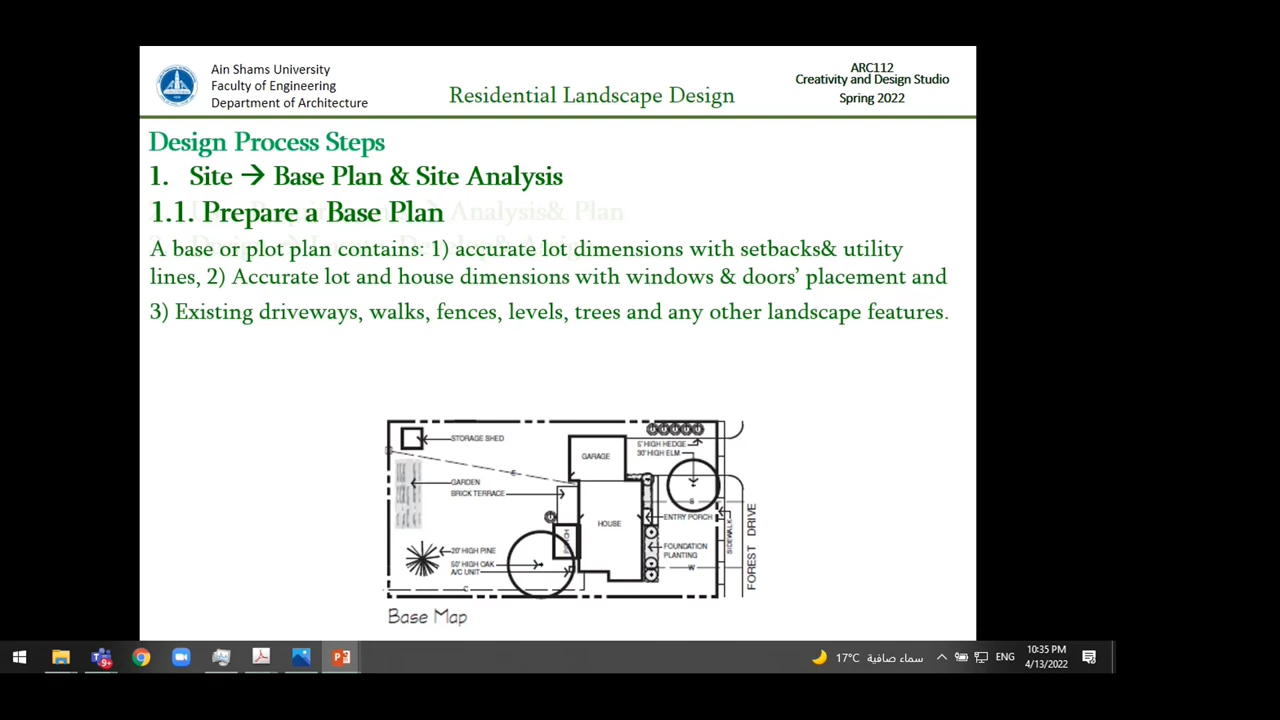 Ain Shams University
Faculty of Engineering
Department of Architecture
Residential Landscape Design
ARC112
Creativity and Design Studio
Spring 2022
Design Process Steps
1. Site → Base Plan & Site Analysis
Analysis& Plan
1.1. Prepare a Base Plan
A base or plot plan contains: 1) accurate lot dimensions with setbacks& utility
lines, 2) Accurate lot and house dimensions with windows & doors’ placement and
3) Existing driveways, walks, fences, levels, trees and any other landscape features.
STORAGE SHED
GARAGE
5' HIGH HEDGE
30' HIGH ELM
E
GARDEN
BRICK TERRACE
S
HOUSE
ENTRY PORCH
PORCH
SIDEWALK
FOREST DRIVE
20' HIGH PINE
FOUNDATION
PLANTING
60' HIGH OAK
A/C UNIT
W
C
Base Map
9+
17°C سماء صافية
ENG
10:35 PM
4/13/2022